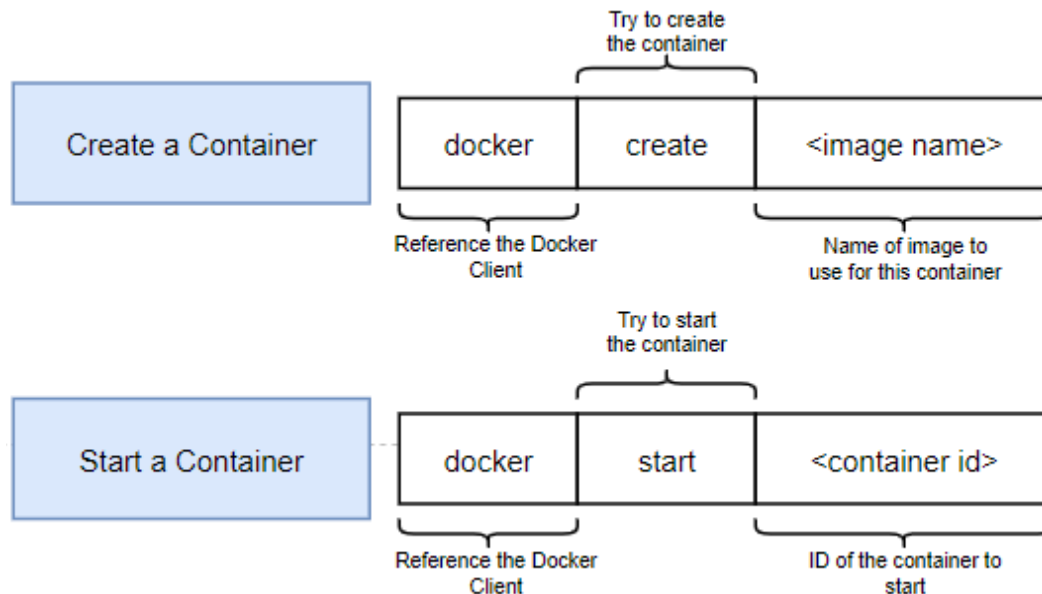 Try to create
the container
Create a Container
docker
create
<image name>
Reference the Docker
Client
Name of image to
use for this container
Try to start
the container
Start a Container
docker
start
<container id>
Reference the Docker
Client
ID of the container to
start